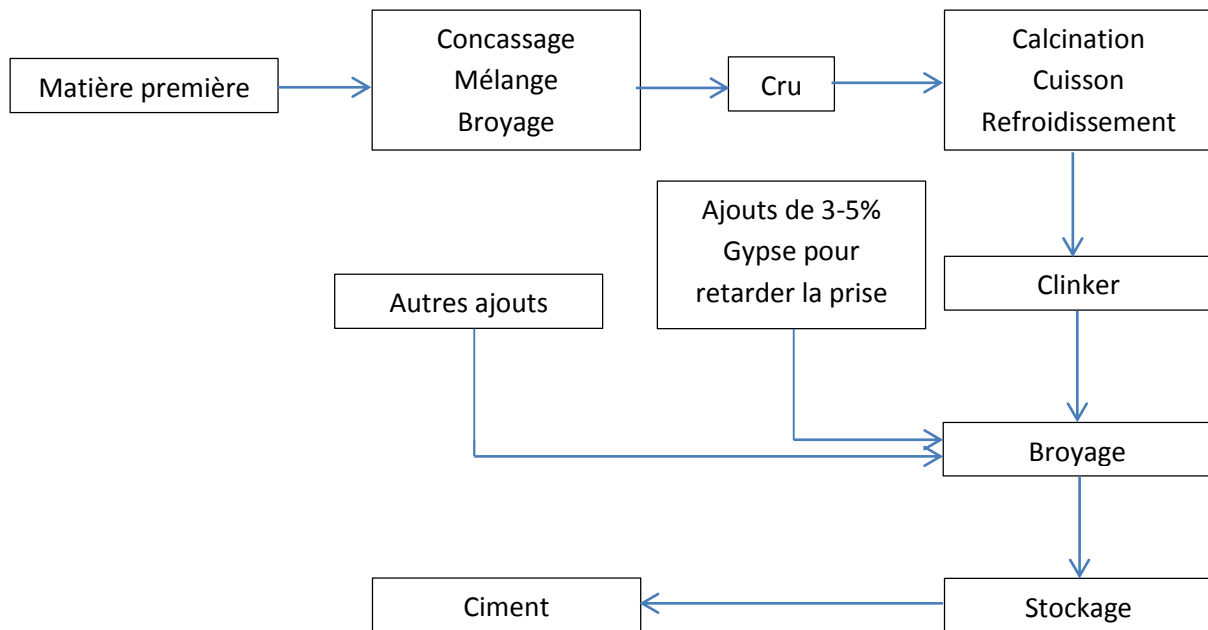 Matière première
Concassage
Mélange
Broyage
Cru
Calcination
Cuisson
Refroidissement
Ajouts de 3-5%
Gypse pour
retarder la prise
Autres ajouts
Clinker
Broyage
Ciment
Stockage